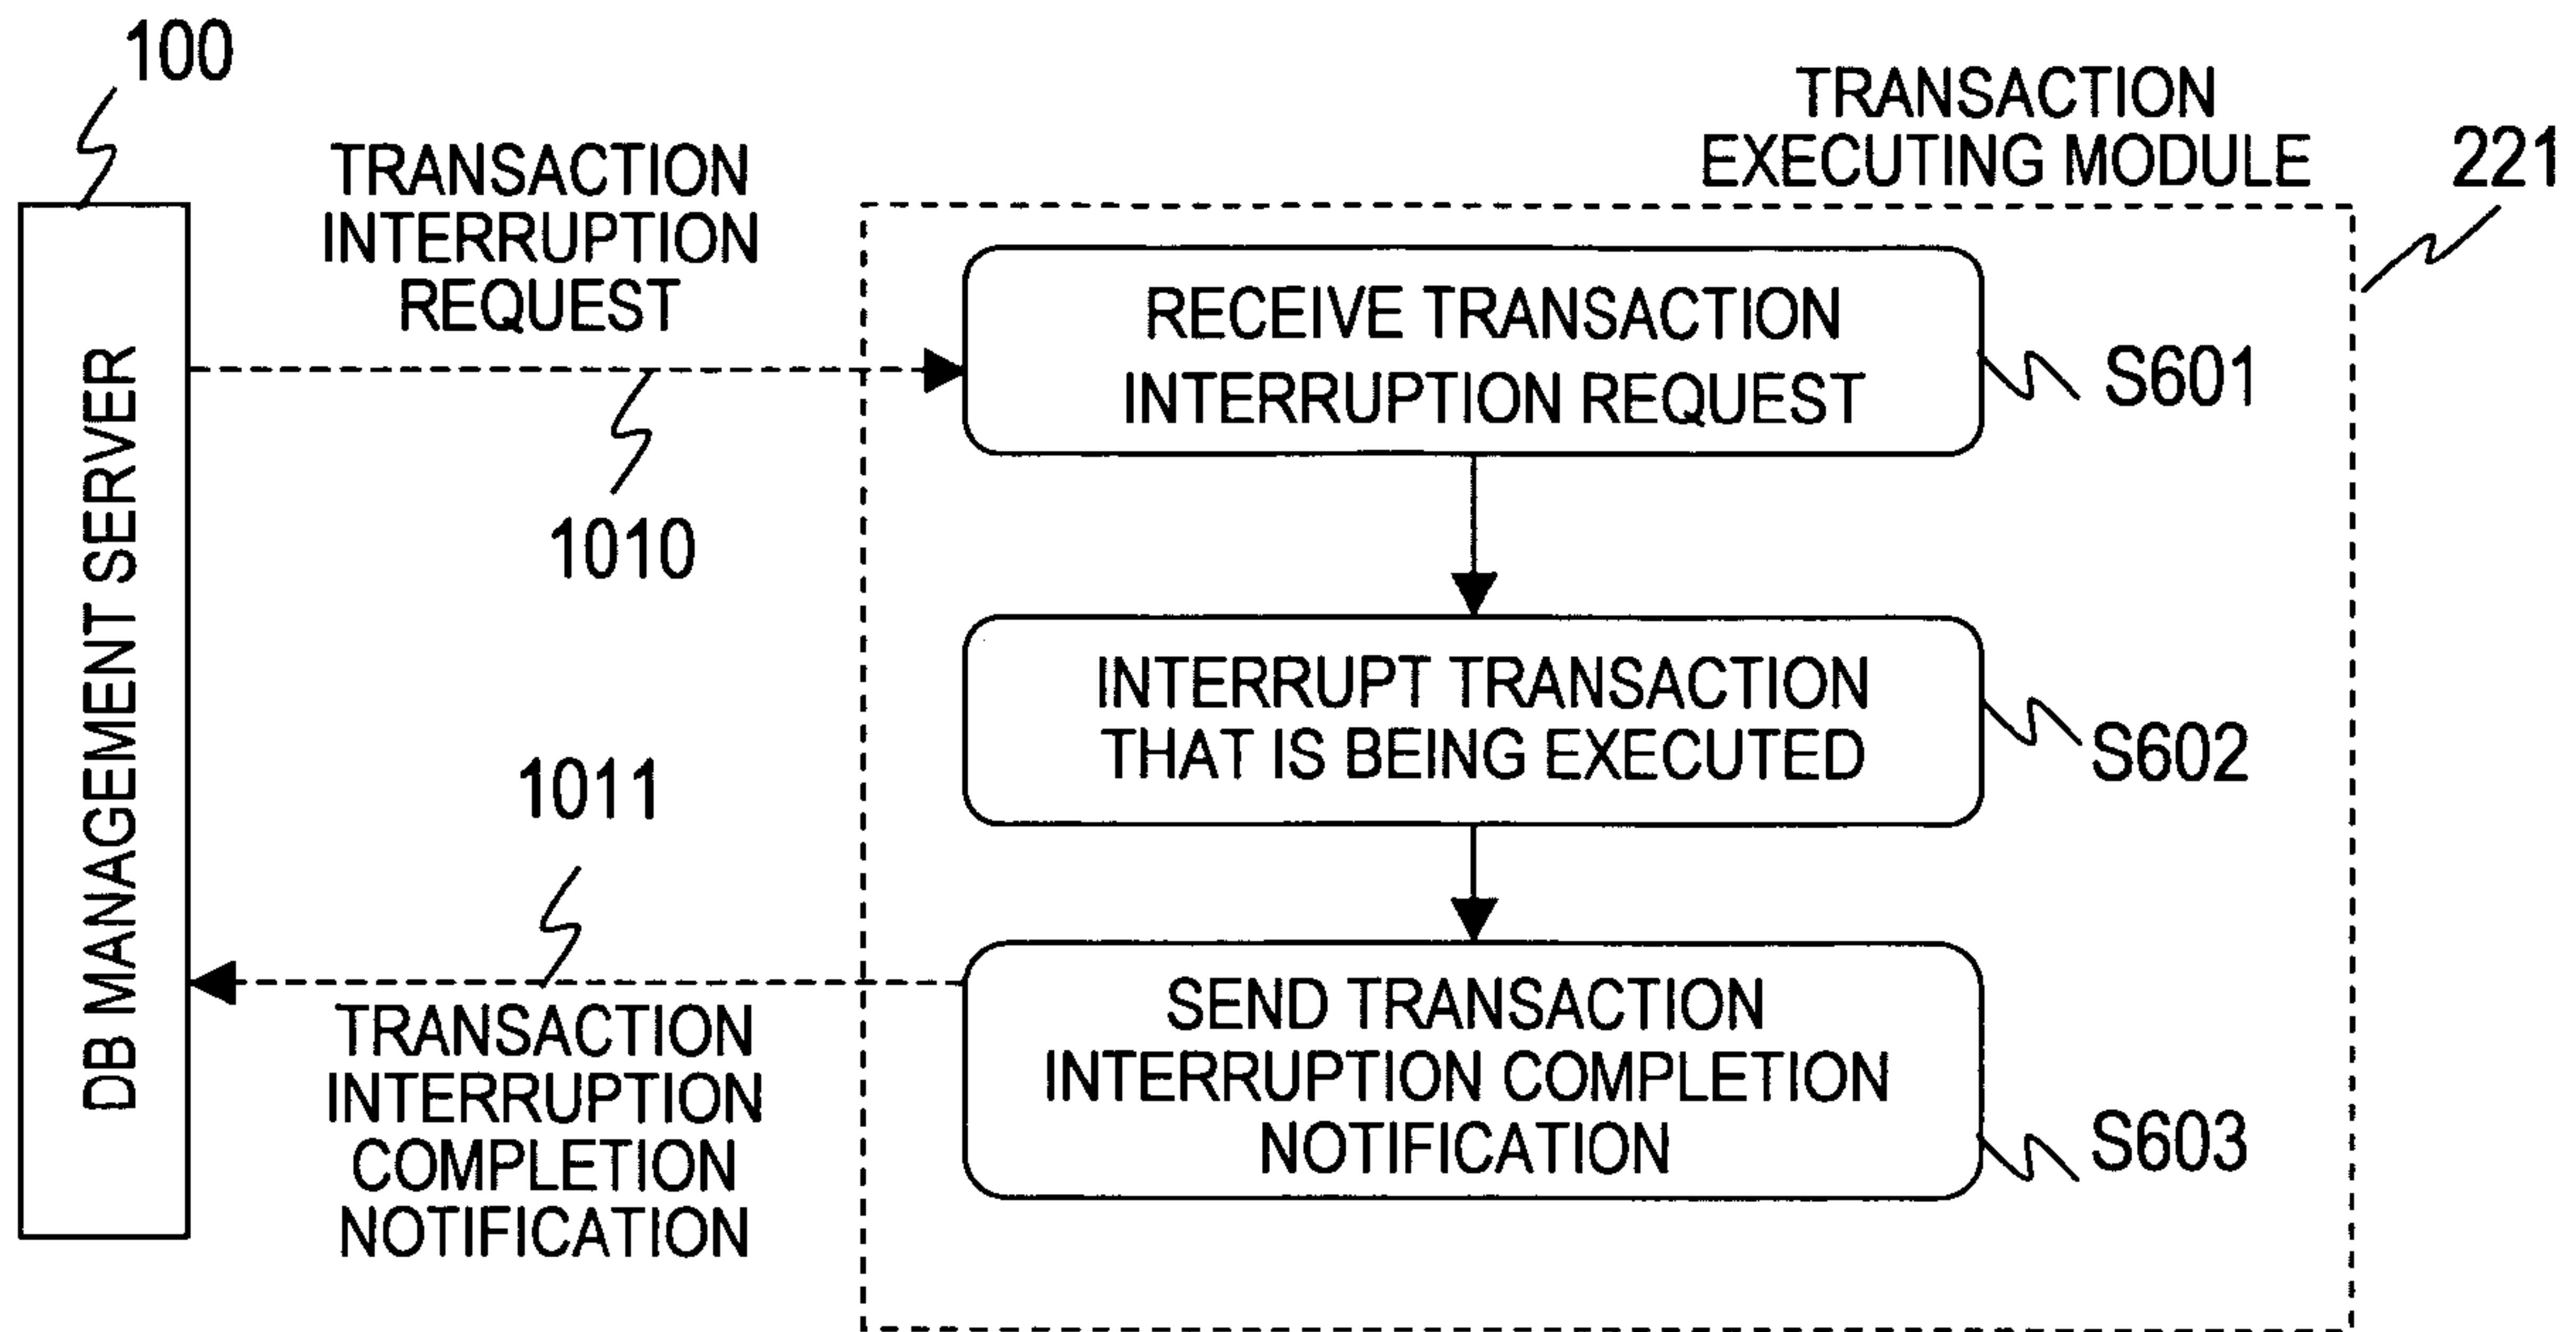 100
TRANSACTION
EXECUTING MODULE
221
TRANSACTION
INTERRUPTION
REQUEST
RECEIVE TRANSACTION
INTERRUPTION REQUEST
S601
1010
DB MANAGEMENT SERVER
INTERRUPT TRANSACTION
THAT IS BEING EXECUTED
S602
1011
SEND TRANSACTION
INTERRUPTION COMPLETION
NOTIFICATION
S603
TRANSACTION
INTERRUPTION
COMPLETION
NOTIFICATION